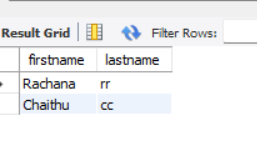 Result Grid Filter Rows:
firstname lastname
Rachana rr
Chaithu cc